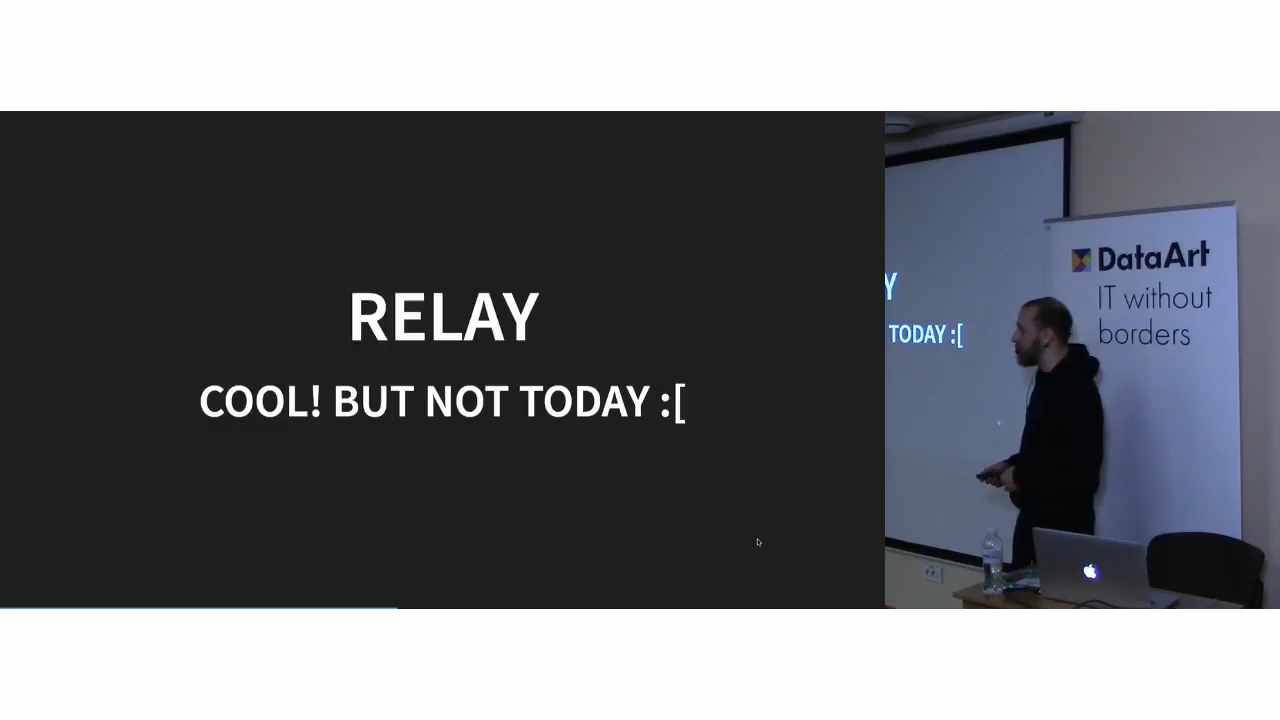 RELAY
COOL! BUT NOT TODAY :[
Y
TODAY :[
DataArt
IT without
borders